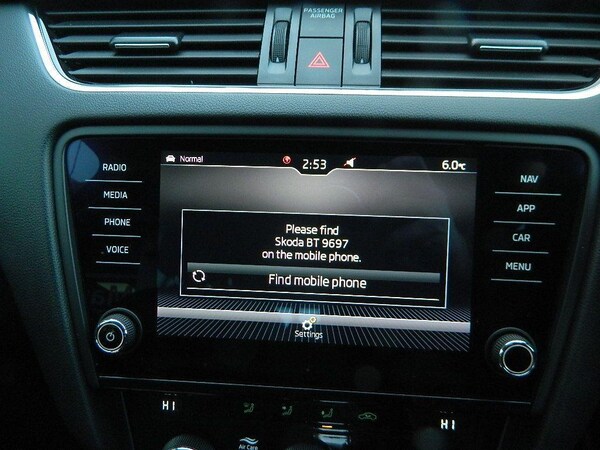 PASSENGER
AIRBAG
RADIO
MEDIA
PHONE
VOICE
Normal
2:53
6.0°C
Please find
Skoda BT 9697
on the mobile phone.
Find mobile phone
Settings
NAV
APP
CAR
MENU
HI
HI
Air Care